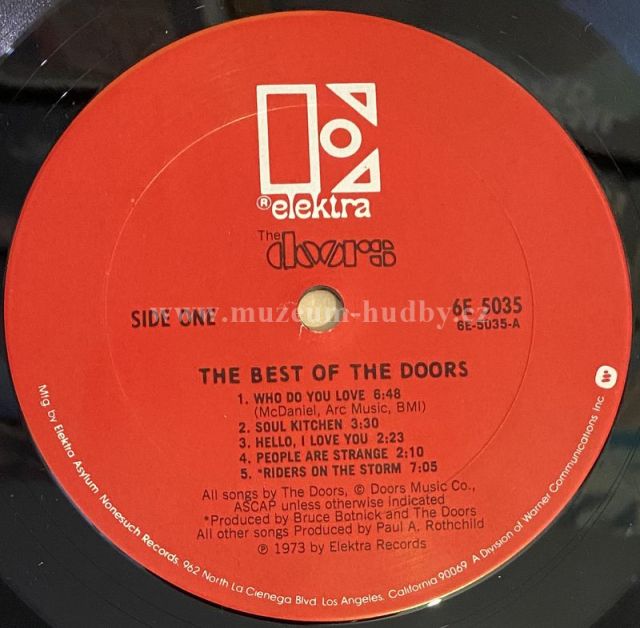 ® elektra
The doors
www.muzeum-hudby.cz
SIDE ONE
6E 5035
6E-5035-A
THE BEST OF THE DOORS
1. WHO DO YOU LOVE 6:48
(McDaniel, Arc Music, BMI)
2. SOUL KITCHEN 3:30
3. HELLO, I LOVE YOU 2:23
4. PEOPLE ARE STRANGE 2:10
5. *RIDERS ON THE STORM 7:05
All songs by The Doors, © Doors Music Co.,
ASCAP unless otherwise indicated
*Produced by Bruce Botnick and The Doors
All other songs Produced by Paul A. Rothchild
℗ 1973 by Elektra Records
Mfg. by Elektra Asylum Nonesuch Records, 962 North La Cienega Blvd. Los Angeles, California 90069 A Division of Warner Communications Inc